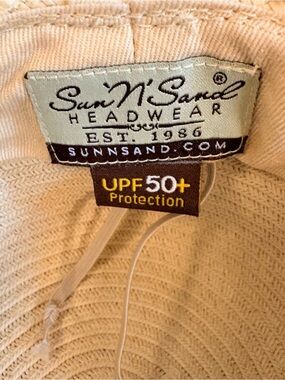 Sun 'N' Sand®
HEADWEAR
EST. 1986
SUNNSAND.COM
UPF 50+
Protection